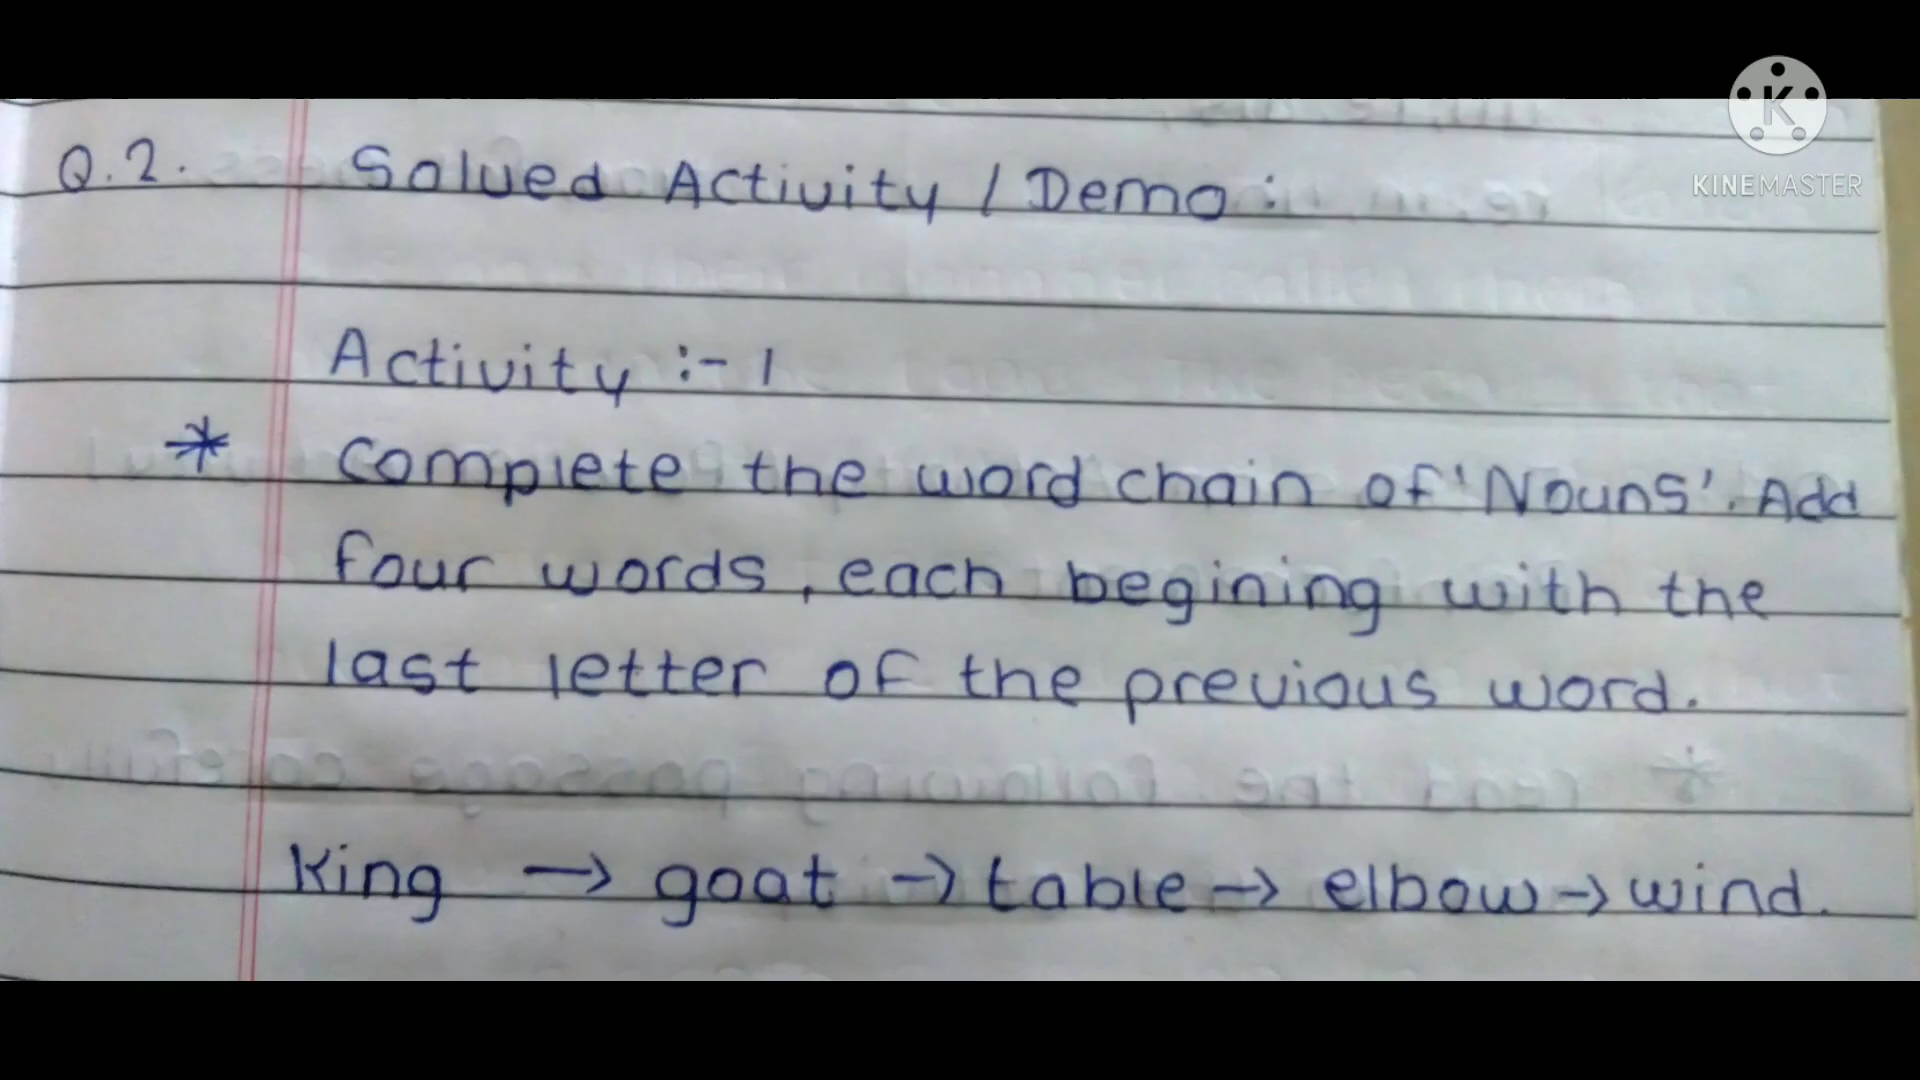 KINEMASTER
Q.2. Solved Activity / Demo :
Activity :- 1
* Complete the word chain of 'Nouns'. Add
four words, each begining with the
last letter of the previous word.
King → goat → table → elbow → wind.